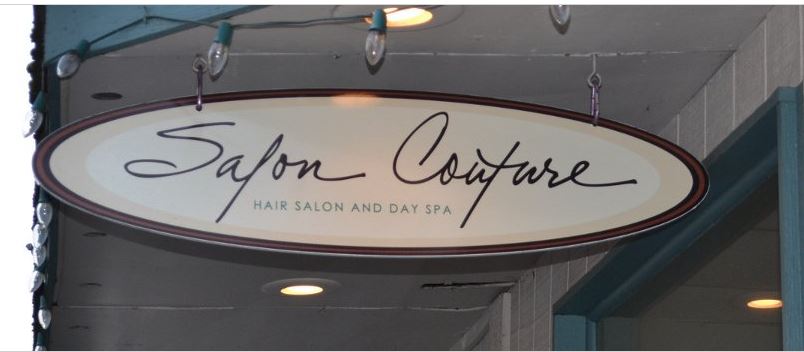 Salon Couture
HAIR SALON AND DAY SPA